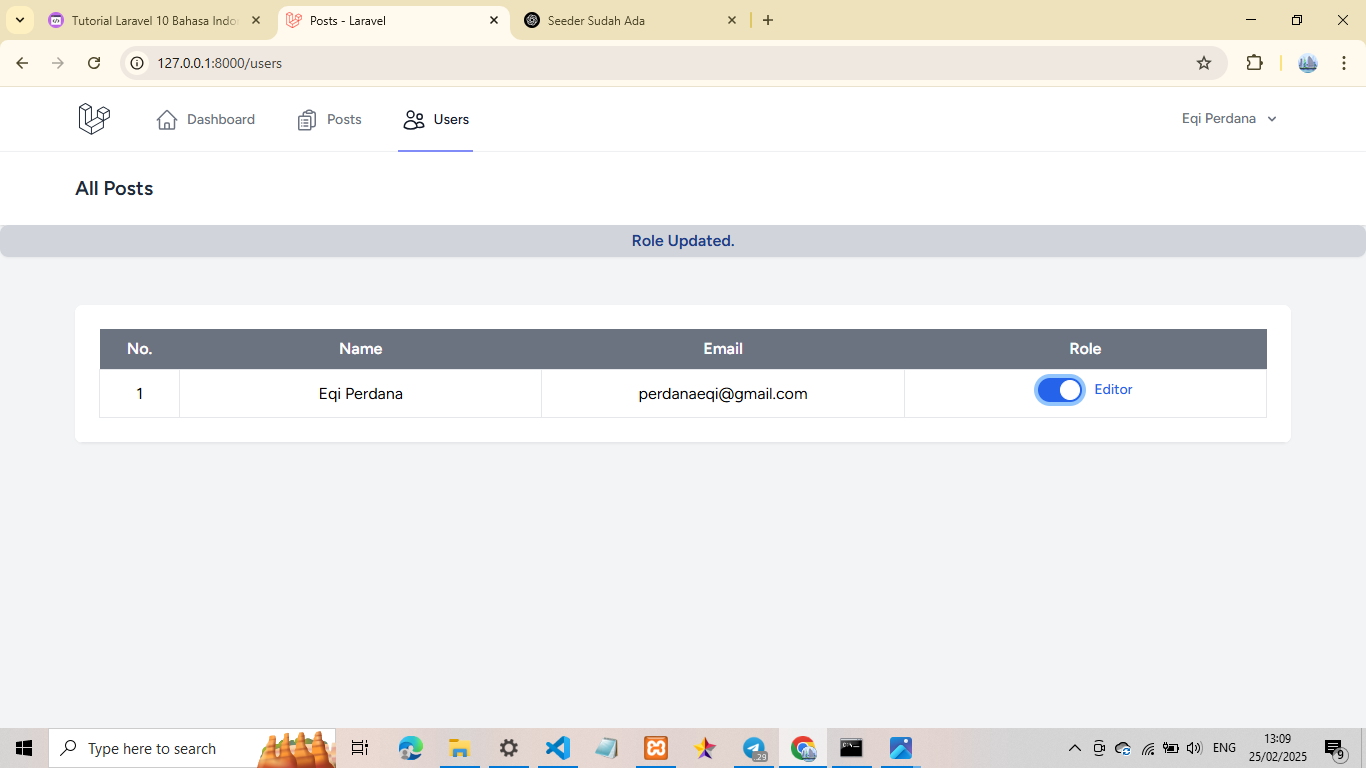 Tutorial Laravel 10 Bahasa Indo
Posts - Laravel
Seeder Sudah Ada
127.0.0.1:8000/users
Dashboard
Posts
Users
Eqi Perdana
All Posts
Role Updated.
No. Name Email Role
1 Eqi Perdana perdanaeqi@gmail.com Editor
Type here to search
29
ENG
13:09
25/02/2025
9